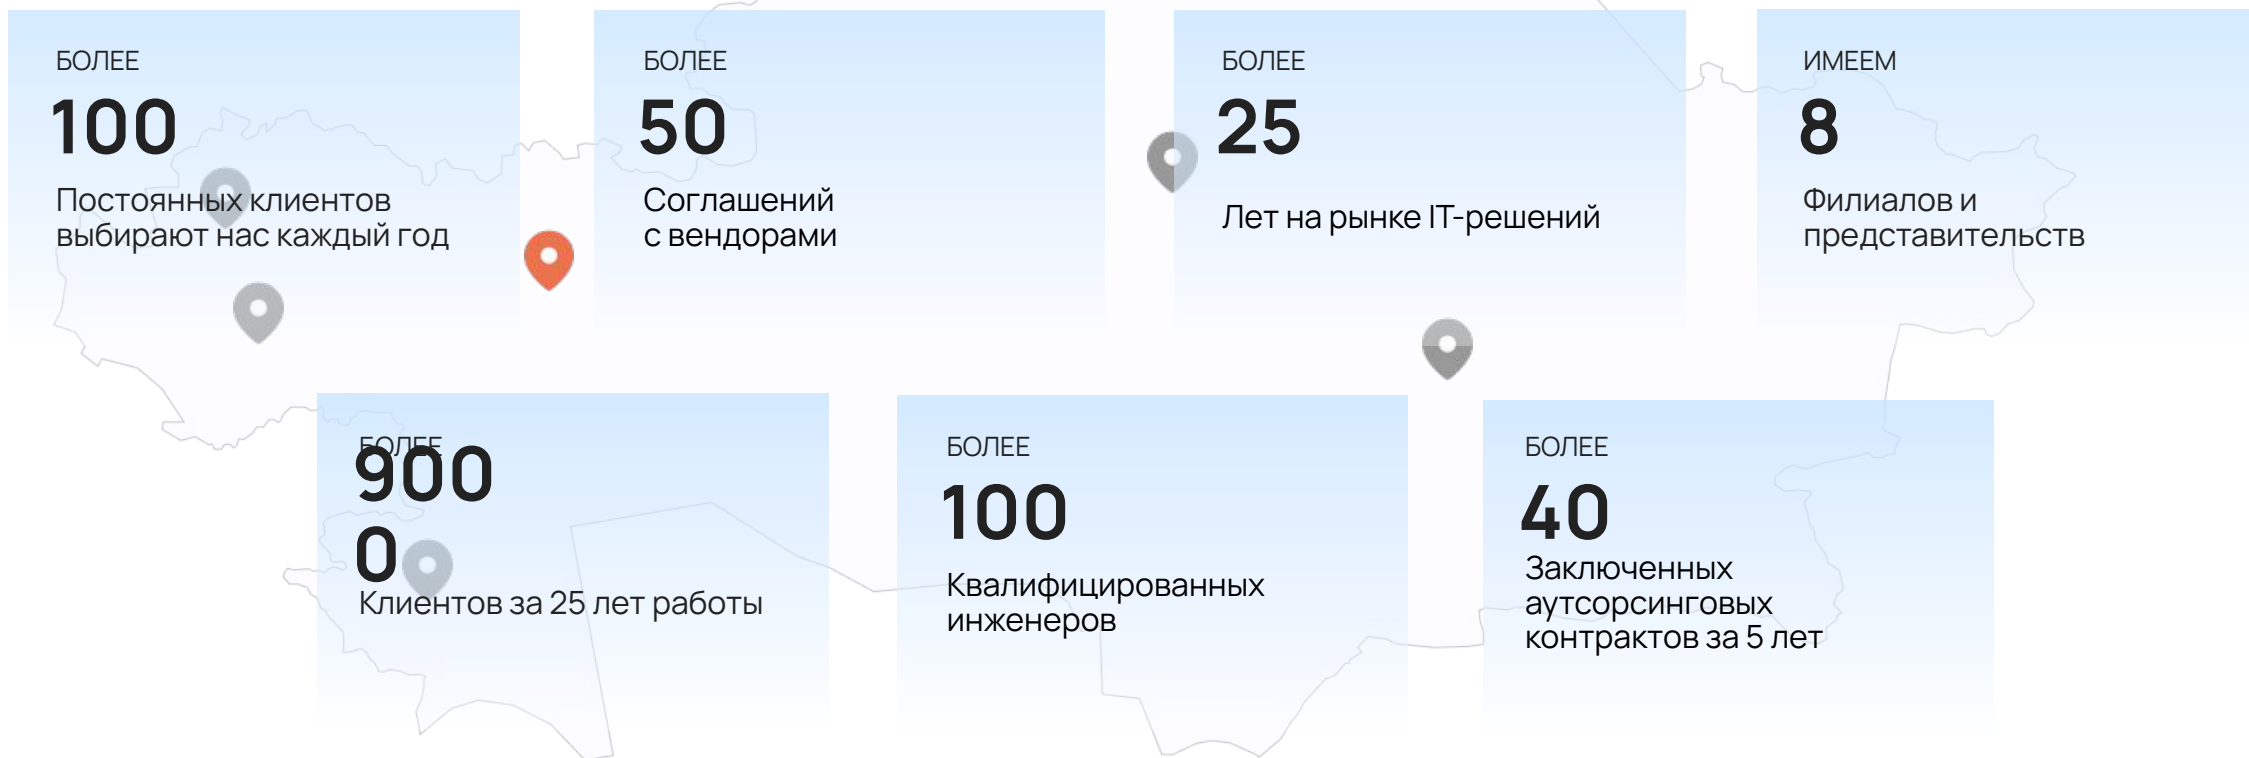 БОЛЕЕ
100
Постоянных клиентов
выбирают нас каждый год
БОЛЕЕ
50
Соглашений
с вендорами
БОЛЕЕ
25
Лет на рынке IT-решений
ИМЕЕМ
8
Филиалов и
представительств
БОЛЕЕ
900
0
Клиентов за 25 лет работы
БОЛЕЕ
100
Квалифицированных
инженеров
БОЛЕЕ
40
Заключенных
аутсорсинговых
контрактов за 5 лет